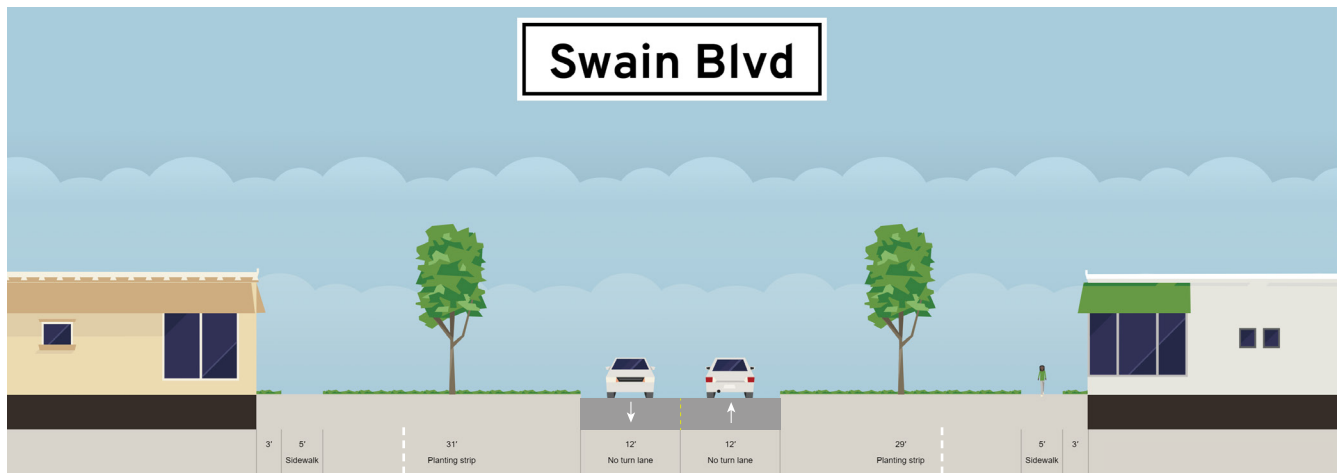 Swain Blvd
3' 5' 31' 12' 12' 29' 5' 3'
Sidewalk Planting strip No turn lane No turn lane Planting strip Sidewalk